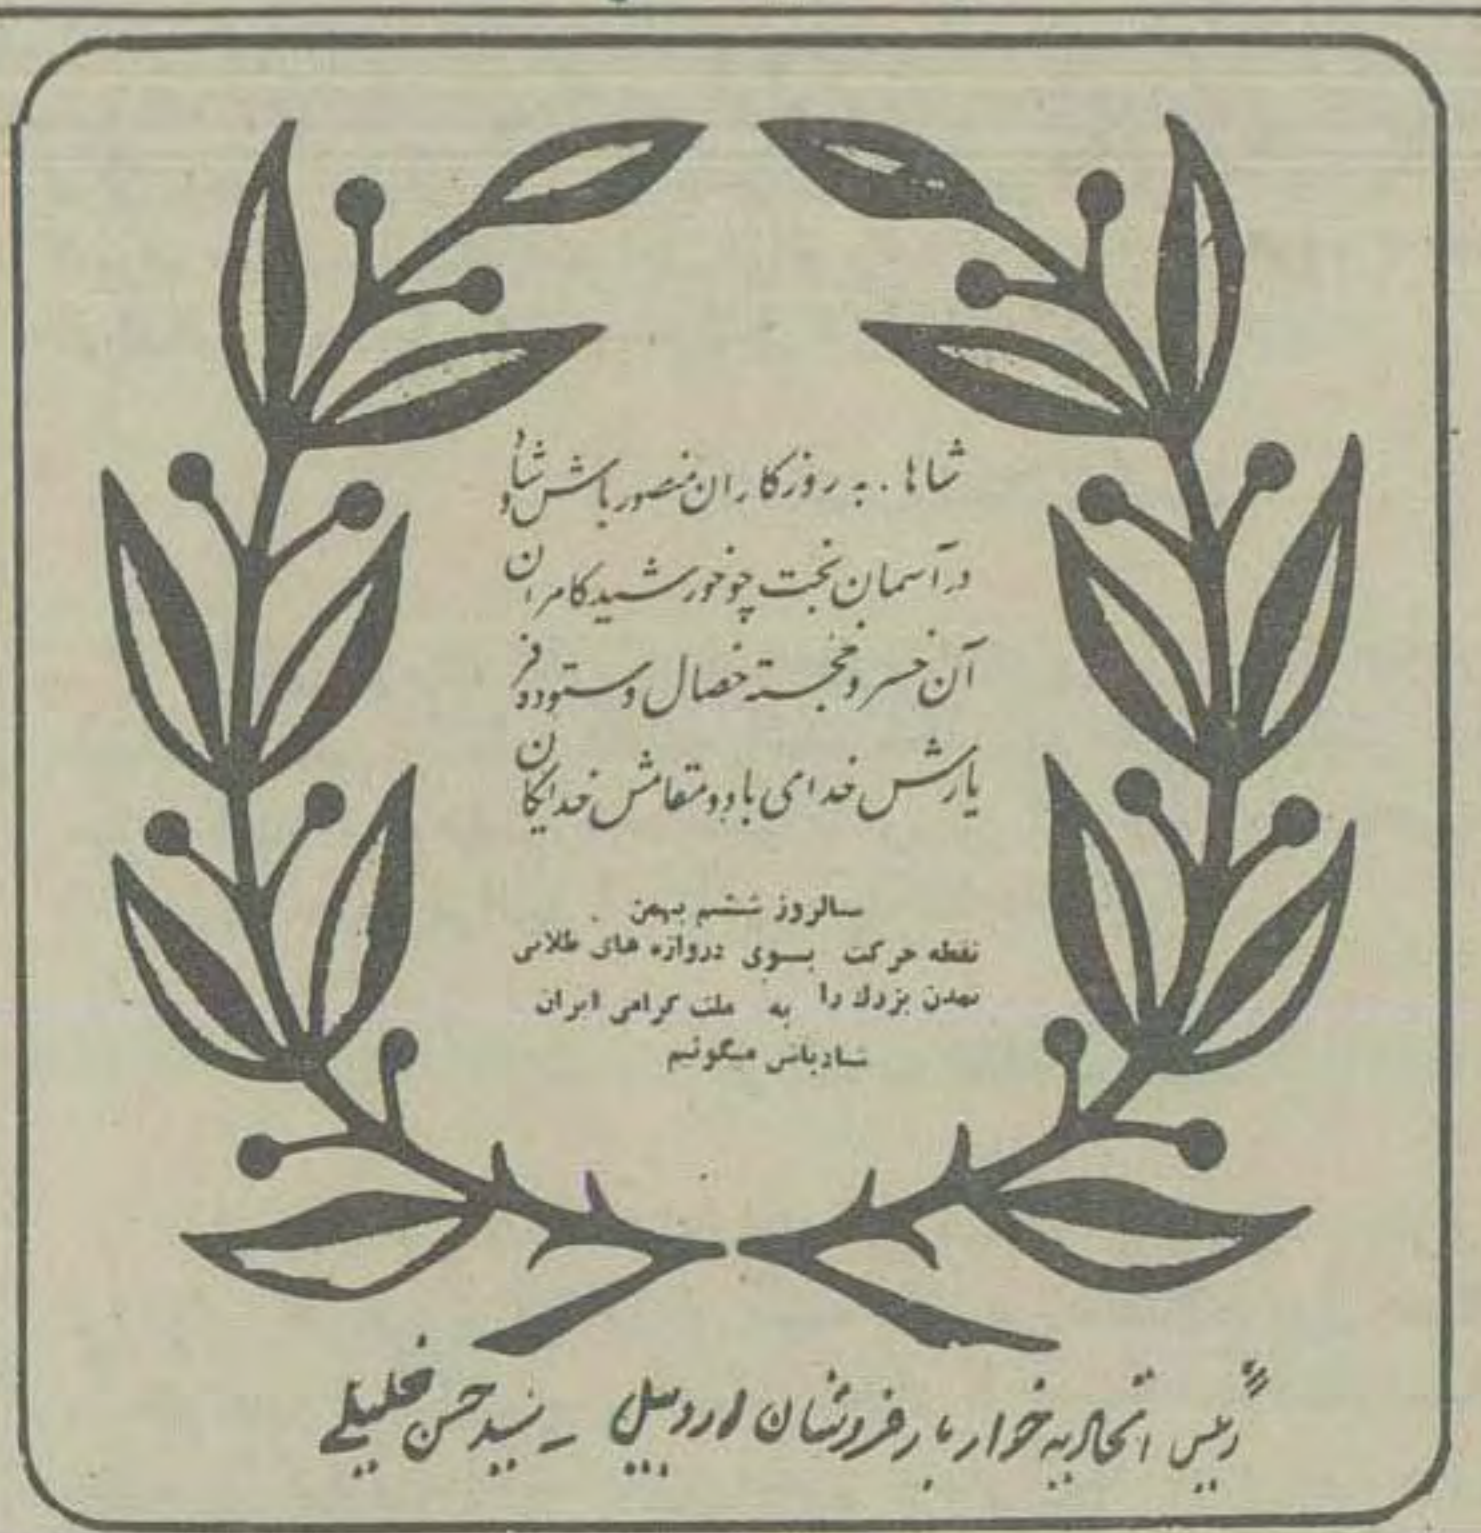 شاها . به روزگاران منصور باش و شاد
در آسمان بخت چو خورشید کامران
آن خسرو خجسته خصال و ستوده فر
یارش خدای باد و مقامش خدایگان
سالروز ششم بهمن
نقطه حرکت بسوی دروازه های طلائی
تمدن بزرگ را به ملت گرامی ایران
شادباش میگوئیم
رئیس اتحادیه خواربار فروشان اردبیل - سید حسن خلیلی